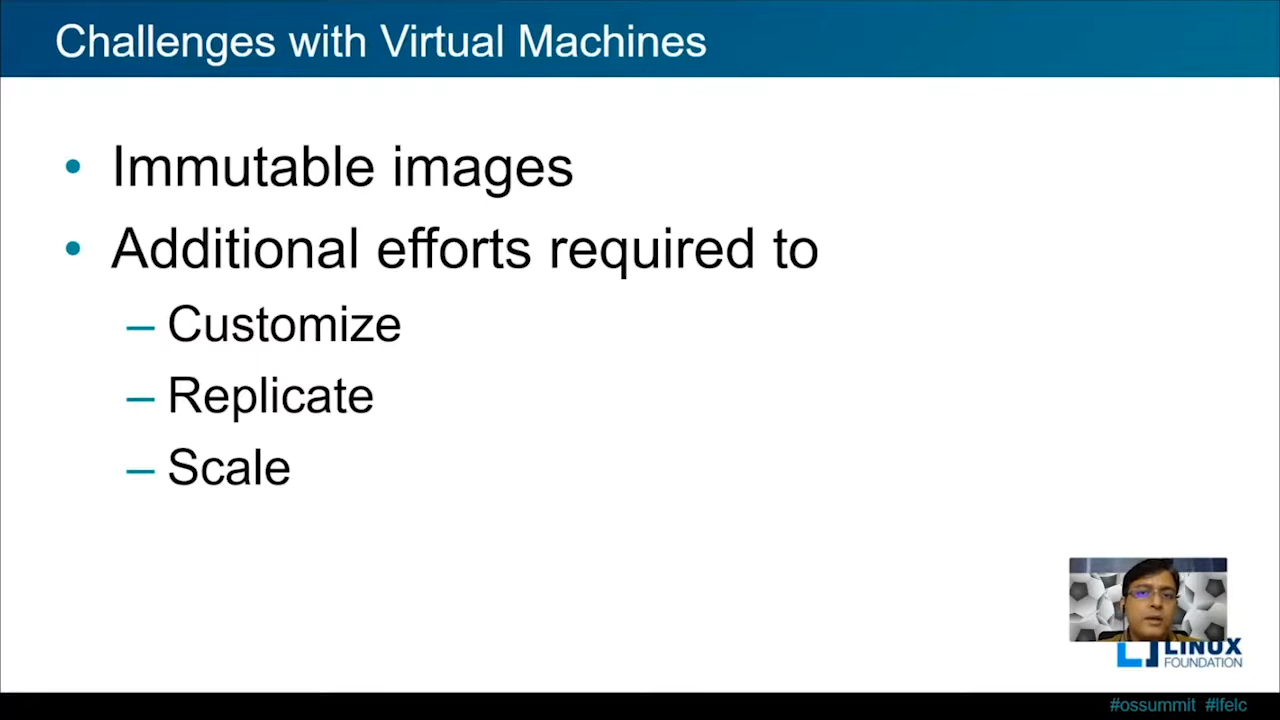 Challenges with Virtual Machines
• Immutable images
• Additional efforts required to
– Customize
– Replicate
– Scale
LINUX
FOUNDATION
#ossummit #lfelc